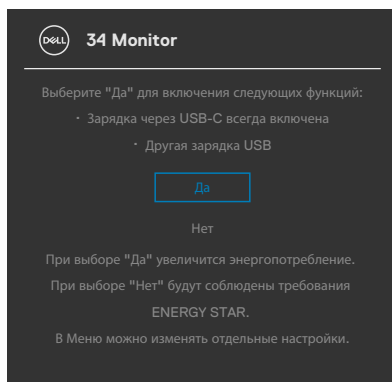 DELL 34 Monitor
Выберите "Да" для включения следующих функций:
· Зарядка через USB-C всегда включена
· Другая зарядка USB
Да
Нет
При выборе "Да" увеличится энергопотребление.
При выборе "Нет" будут соблюдены требования
ENERGY STAR.
В Меню можно изменять отдельные настройки.